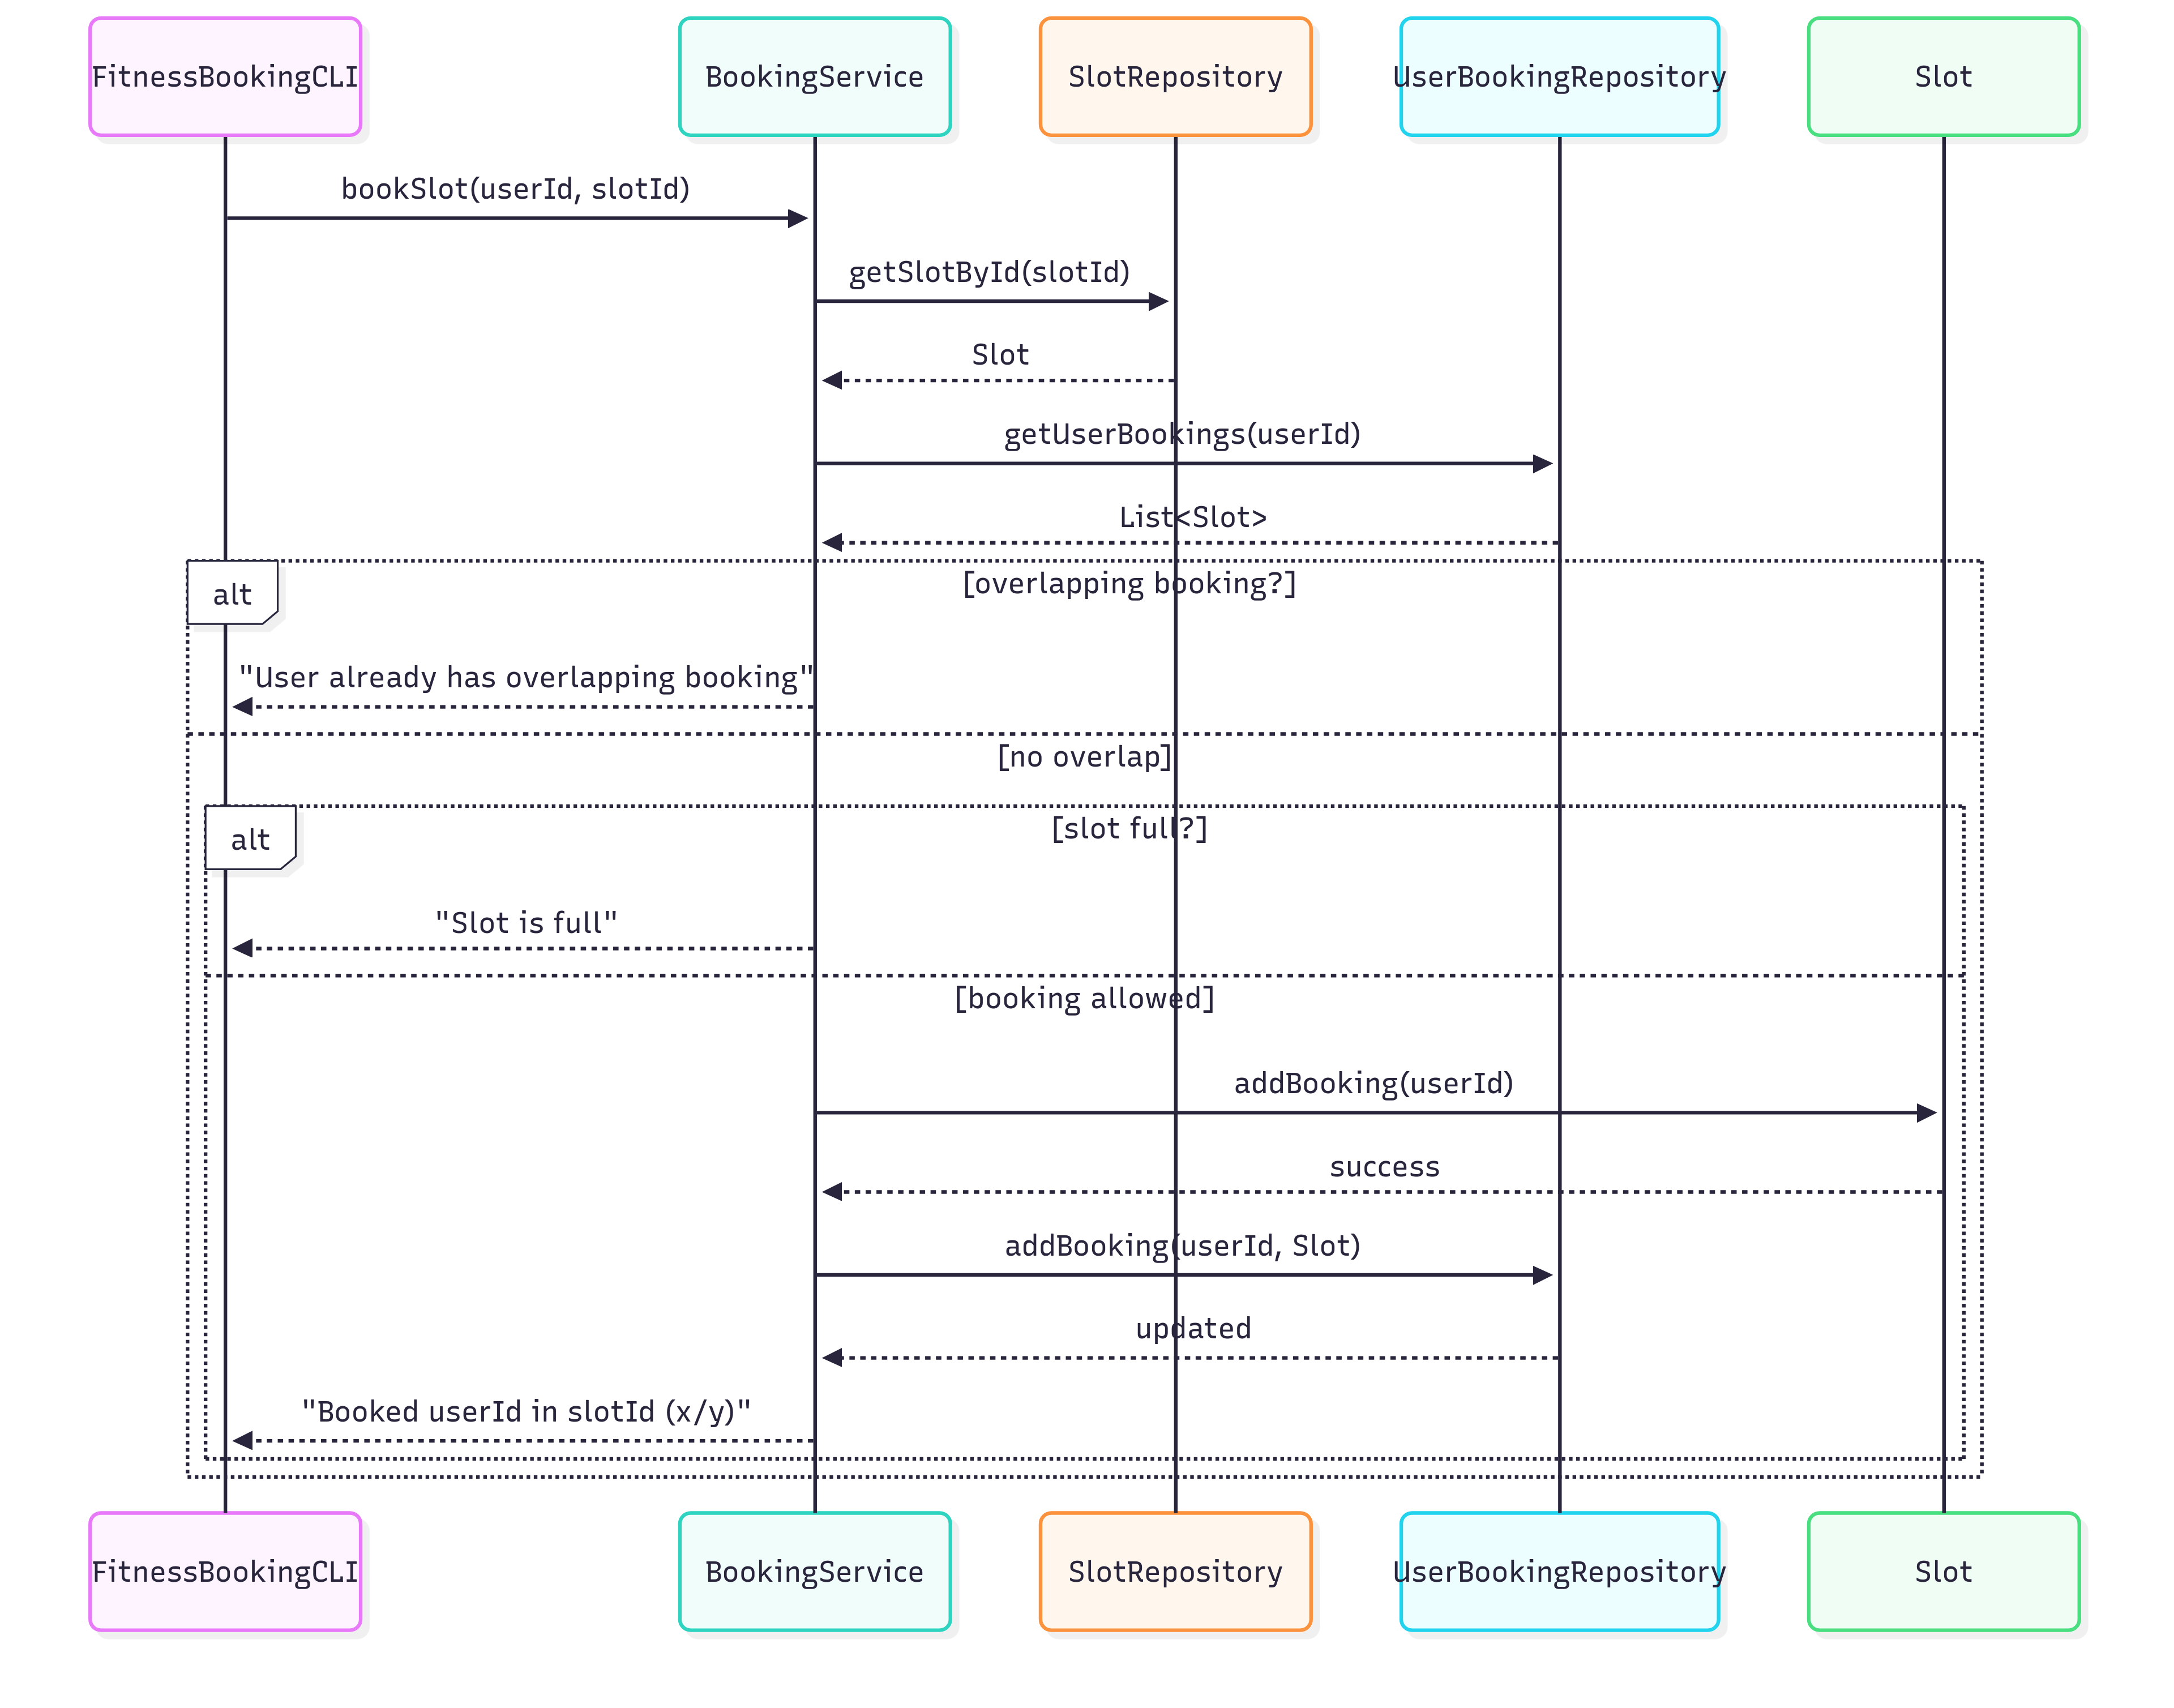 FitnessBookingCLI
BookingService
SlotRepository
UserBookingRepository
Slot
bookSlot(userId, slotId)
getSlotById(slotId)
Slot
getUserBookings(userId)
List<Slot>
alt
[overlapping booking?]
"User already has overlapping booking"
[no overlap]
alt
[slot full?]
"Slot is full"
[booking allowed]
addBooking(userId)
success
addBooking(userId, Slot)
updated
"Booked userId in slotId (x/y)"
FitnessBookingCLI
BookingService
SlotRepository
UserBookingRepository
Slot